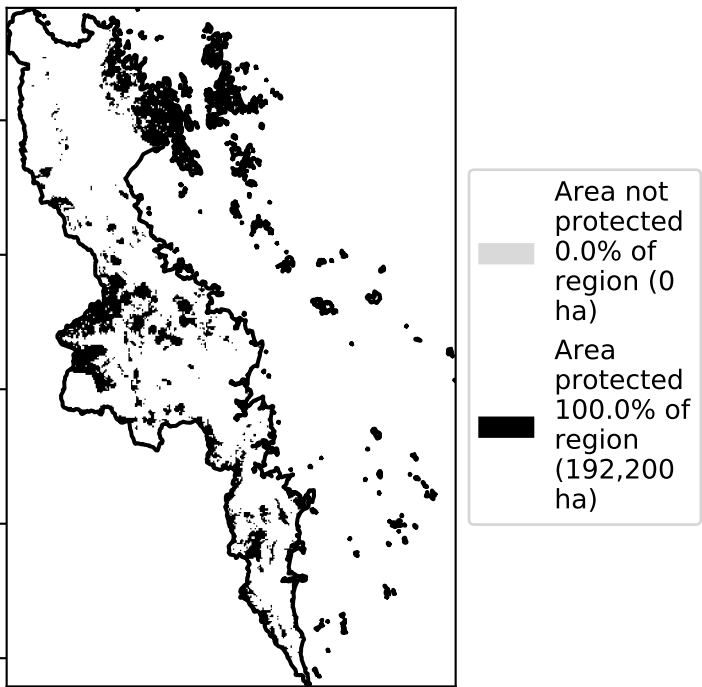 Area not
protected
0.0% of
region (0
ha)
Area
protected
100.0% of
region
(192,200
ha)